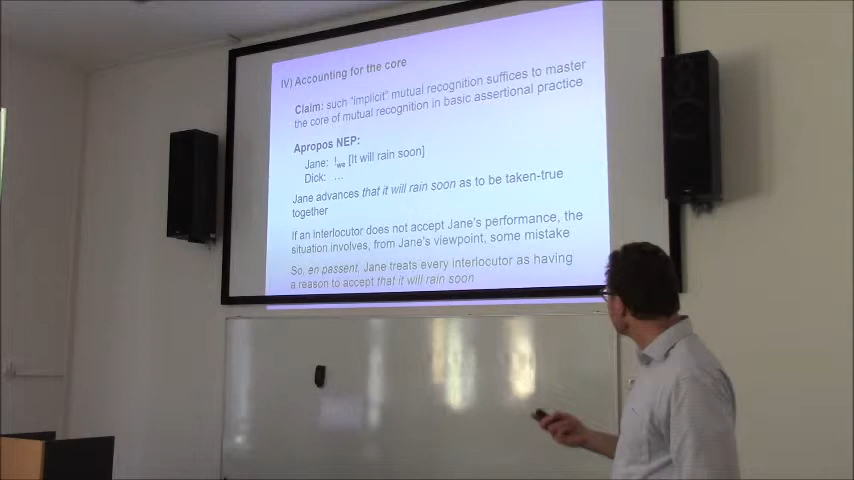 IV) Accounting for the core
Claim: such "implicit" mutual recognition suffices to master
the core of mutual recognition in basic assertional practice
Apropos NEP:
Jane: !we [It will rain soon]
Dick: …
Jane advances that it will rain soon as to be taken-true
together
If an interlocutor does not accept Jane's performance, the
situation involves, from Jane's viewpoint, some mistake
So, en passent, Jane treats every interlocutor as having
a reason to accept that it will rain soon